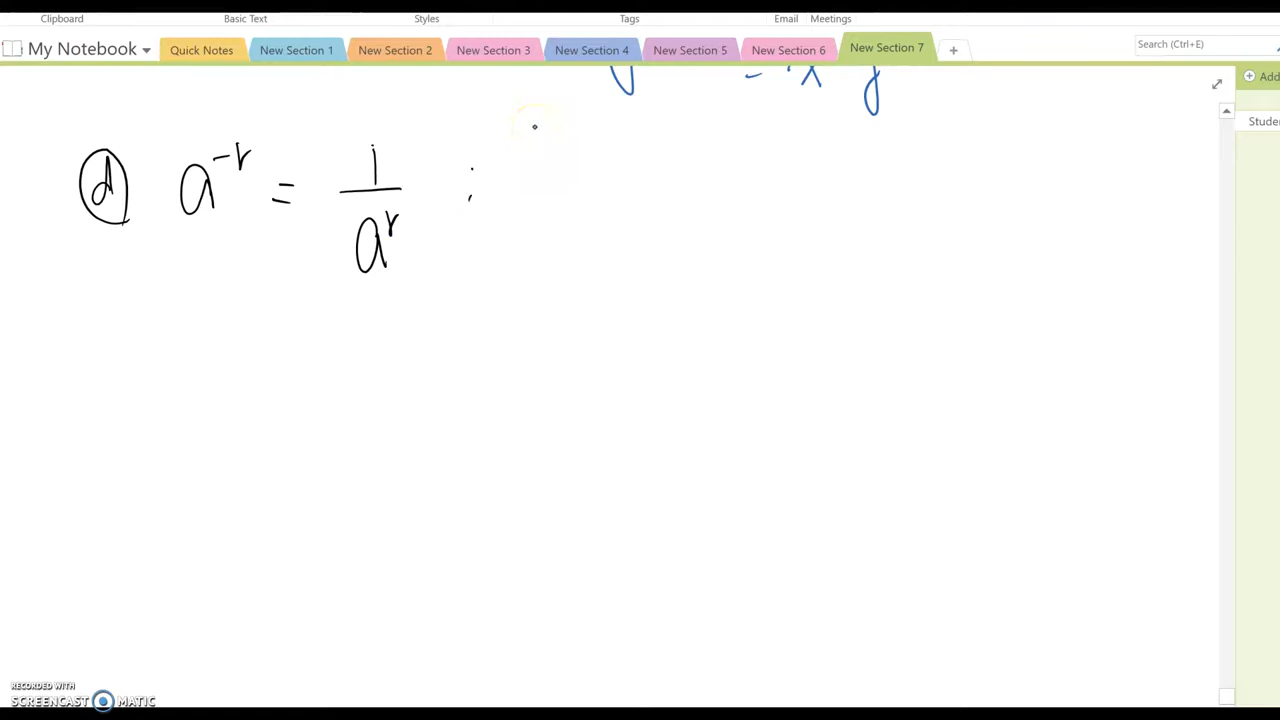 Clipboard Basic Text Styles Tags Email Meetings
My Notebook Quick Notes New Section 1 New Section 2 New Section 3 New Section 4 New Section 5 New Section 6 New Section 7 + Search (Ctrl+E)
Add
Studen
x y
(d) a^{-r} = 1/a^r ;
RECORDED WITH
SCREENCAST MATIC